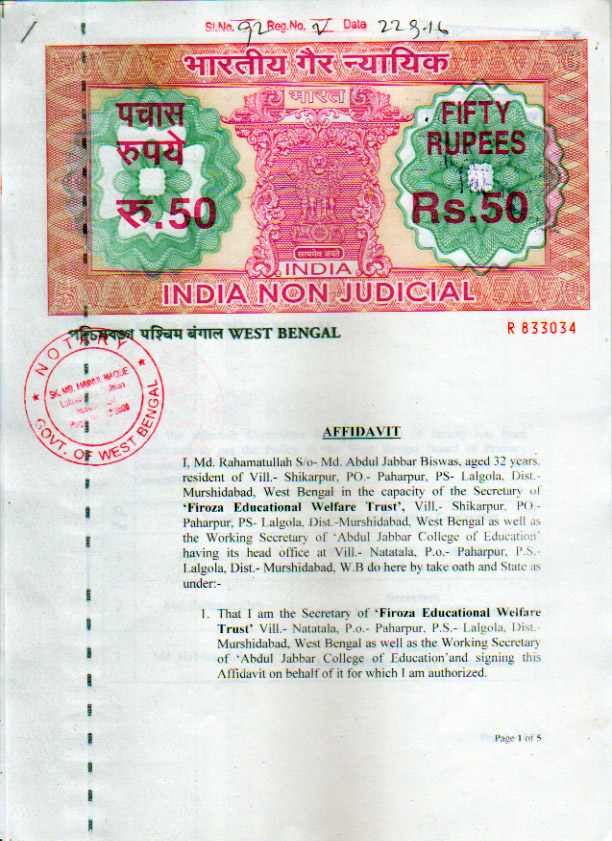 Sl.No. 92 Reg.No. V Date 22.9.16
भारतीय गैर न्यायिक
भारत
पचास
रुपये
रु.50
FIFTY
RUPEES
Rs.50
सत्यमेव जयते
INDIA
INDIA NON JUDICIAL
পশ্চিমবঙ্গ पश्चिम बंगाल WEST BENGAL
R 833034
NOTARY
SK. MD. MAINUL HAQUE
GOVT. OF WEST BENGAL
AFFIDAVIT
I, Md. Rahamatullah S/o- Md. Abdul Jabbar Biswas, aged 32 years,
resident of Vill.- Shikarpur, PO.- Paharpur, PS- Lalgola, Dist.-
Murshidabad, West Bengal in the capacity of the Secretary of
‘Firoza Educational Welfare Trust’, Vill.- Shikarpur, PO.-
Paharpur, PS- Lalgola, Dist.-Murshidabad, West Bengal as well as
the Working Secretary of ‘Abdul Jabbar College of Education’
having its head office at Vill.- Natatala, P.o.- Paharpur, P.S.-
Lalgola, Dist.- Murshidabad, W.B do here by take oath and State as
under:-
1. That I am the Secretary of ‘Firoza Educational Welfare
Trust’ Vill.- Natatala, P.o.- Paharpur, P.S.- Lalgola, Dist.-
Murshidabad, West Bengal as well as the Working Secretary
of ‘Abdul Jabbar College of Education’and signing this
Affidavit on behalf of it for which I am authorized.
Page 1 of 5